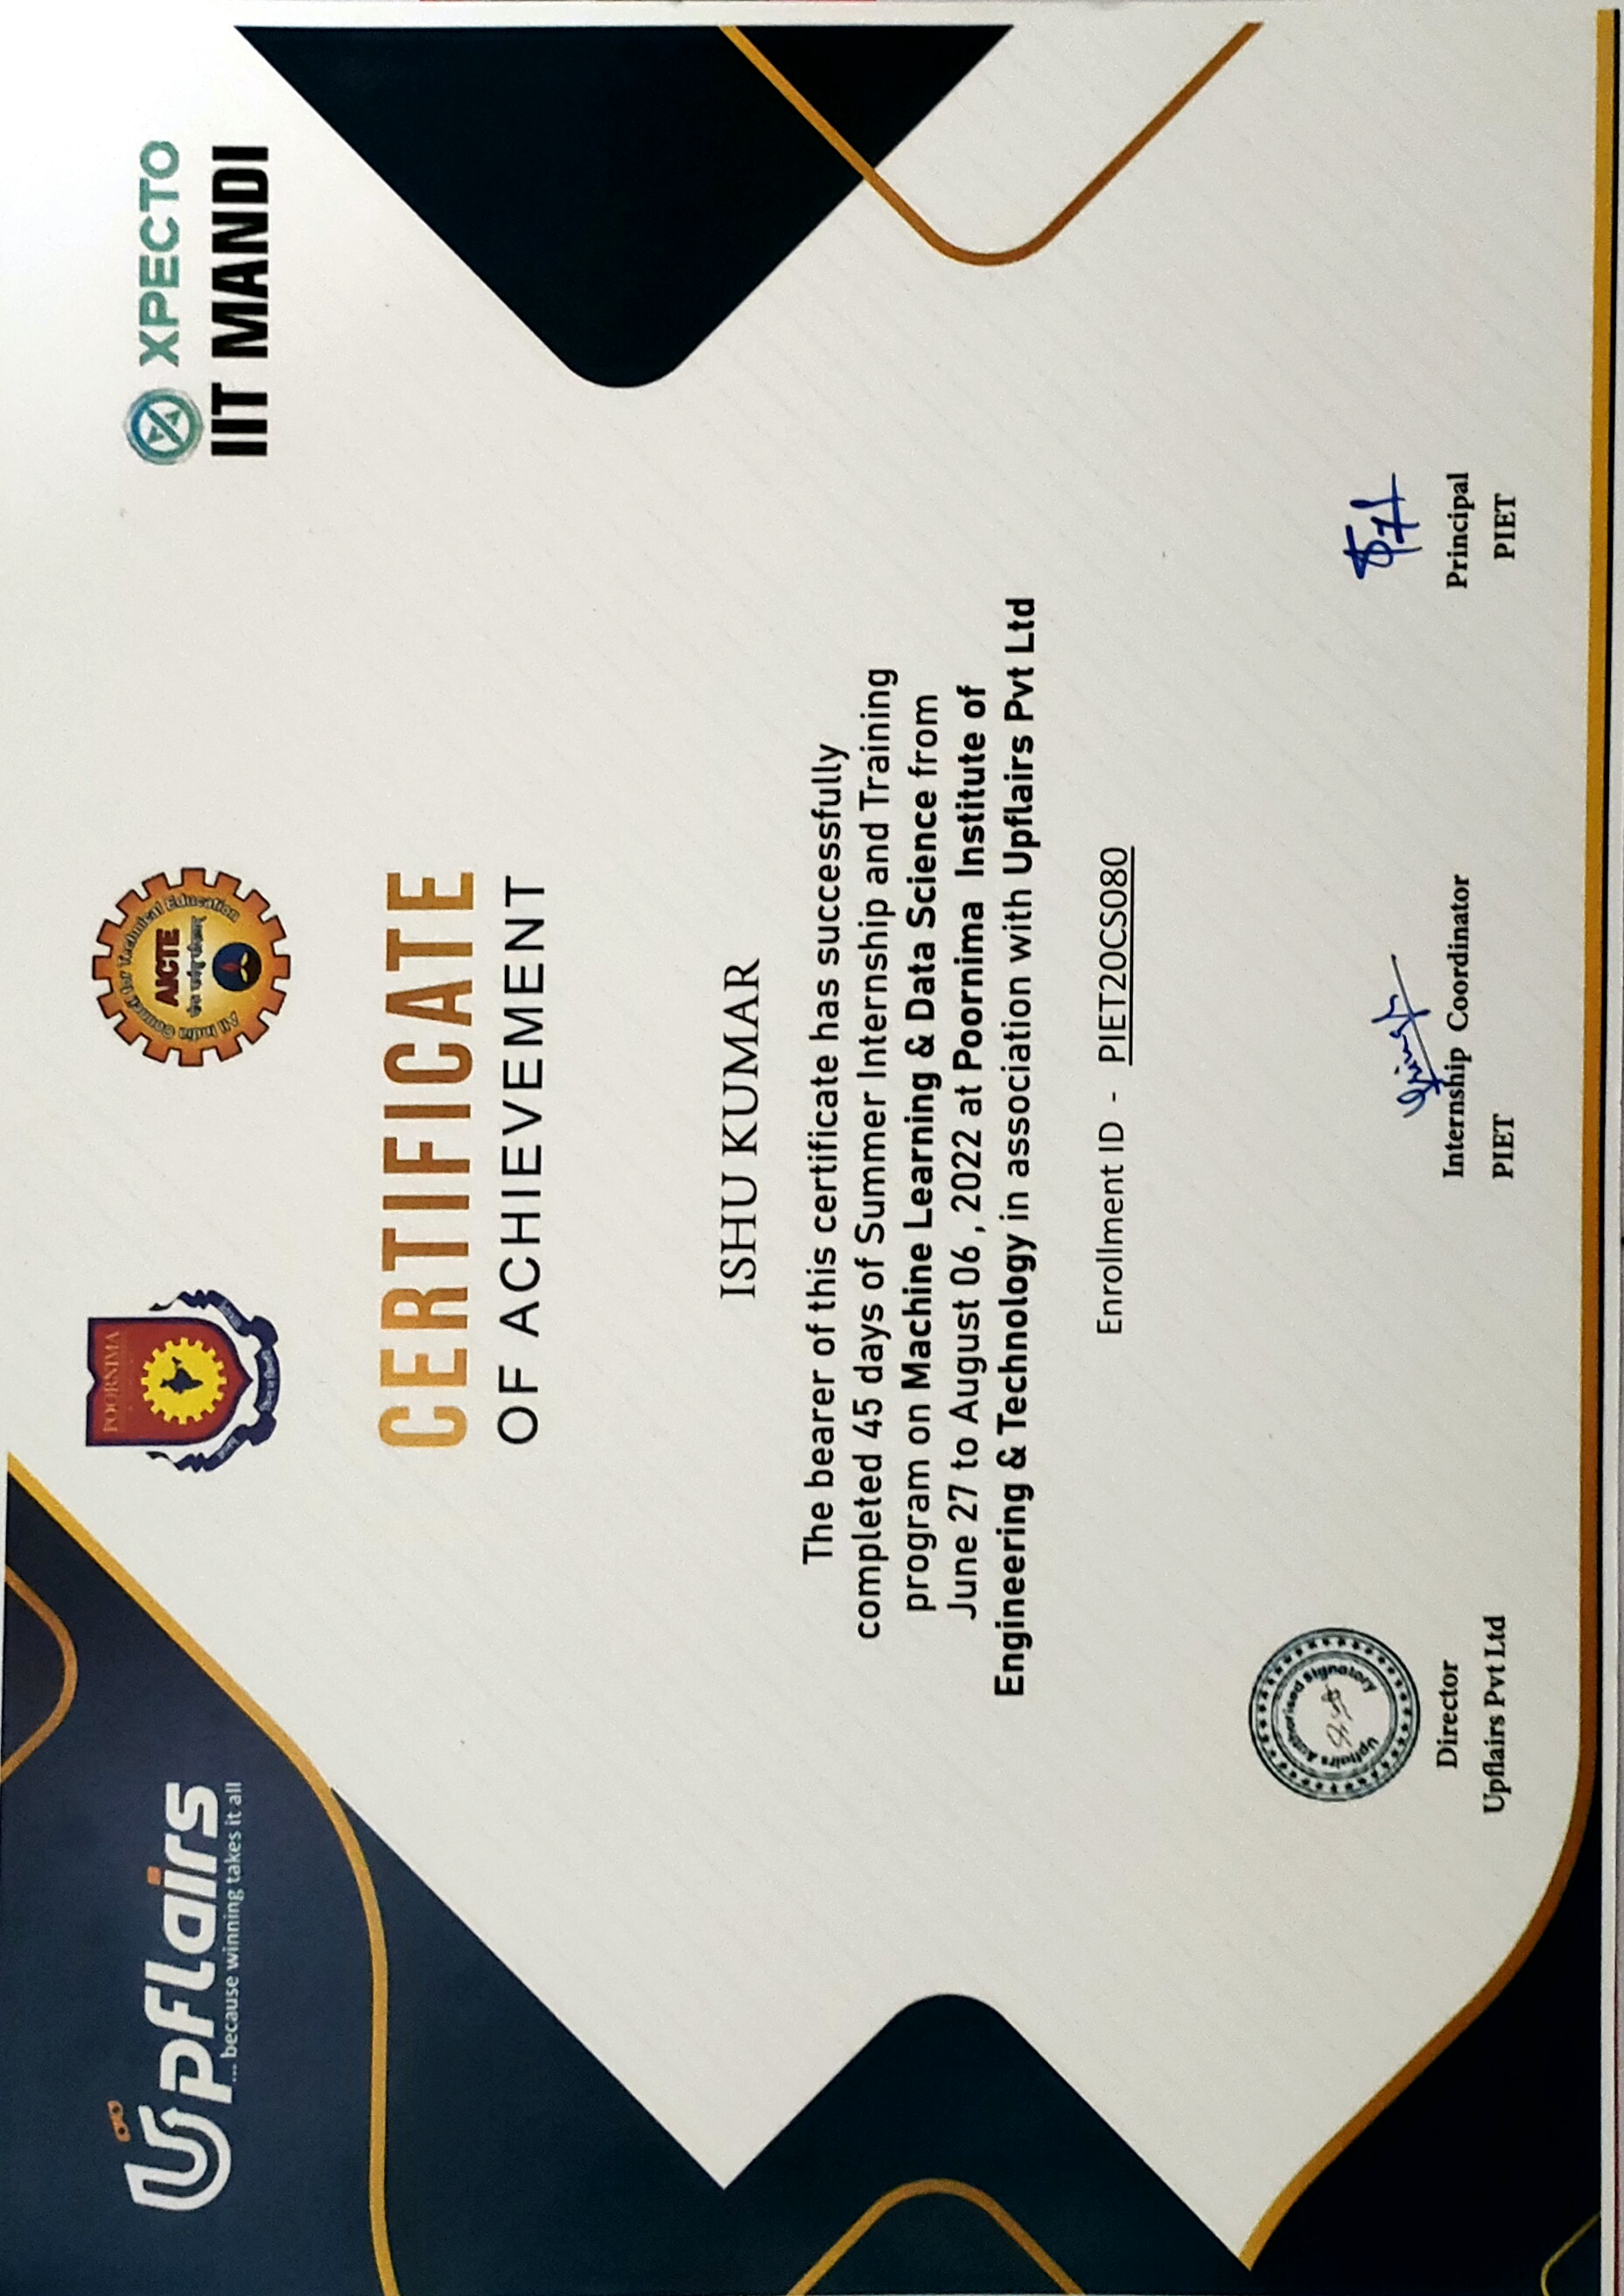 Upflairs
... because winning takes it all
POORNIMA
All India Council for Technical Education
AICTE
XPECTO
IIT MANDI
CERTIFICATE
OF ACHIEVEMENT
ISHU KUMAR
The bearer of this certificate has successfully
completed 45 days of Summer Internship and Training
program on Machine Learning & Data Science from
June 27 to August 06 , 2022 at Poornima Institute of
Engineering & Technology in association with Upflairs Pvt Ltd
Enrollment ID - PIET20CS080
Upflairs Authorised Signatory
Director
Upflairs Pvt Ltd
Internship Coordinator
PIET
Principal
PIET